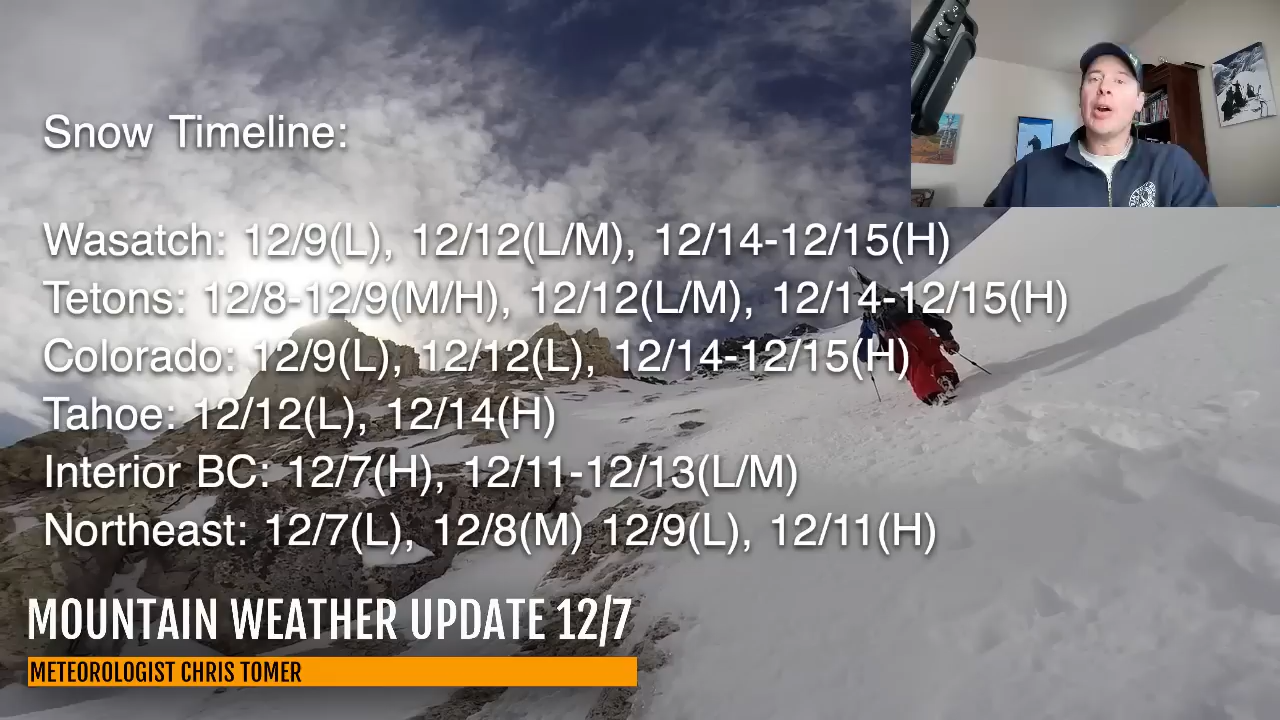 Snow Timeline:
Wasatch: 12/9(L), 12/12(L/M), 12/14-12/15(H)
Tetons: 12/8-12/9(M/H), 12/12(L/M), 12/14-12/15(H)
Colorado: 12/9(L), 12/12(L), 12/14-12/15(H)
Tahoe: 12/12(L), 12/14(H)
Interior BC: 12/7(H), 12/11-12/13(L/M)
Northeast: 12/7(L), 12/8(M) 12/9(L), 12/11(H)
MOUNTAIN WEATHER UPDATE 12/7
METEOROLOGIST CHRIS TOMER